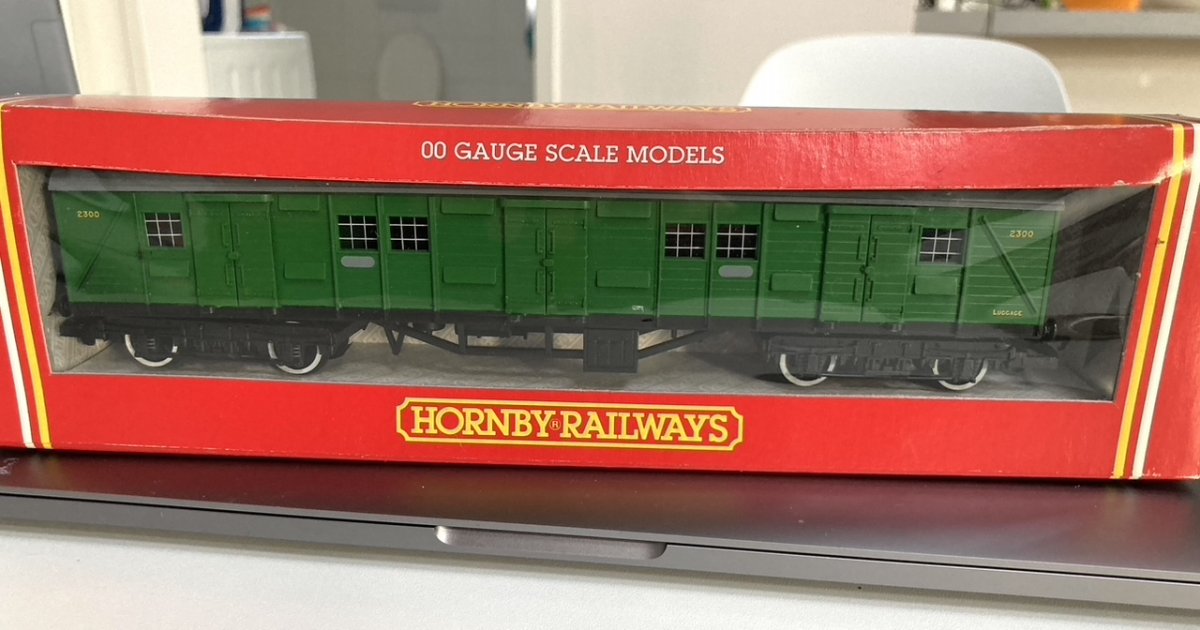 HORNBY RAILWAYS
00 GAUGE SCALE MODELS
2300
2300
LUGGAGE
HORNBY® RAILWAYS